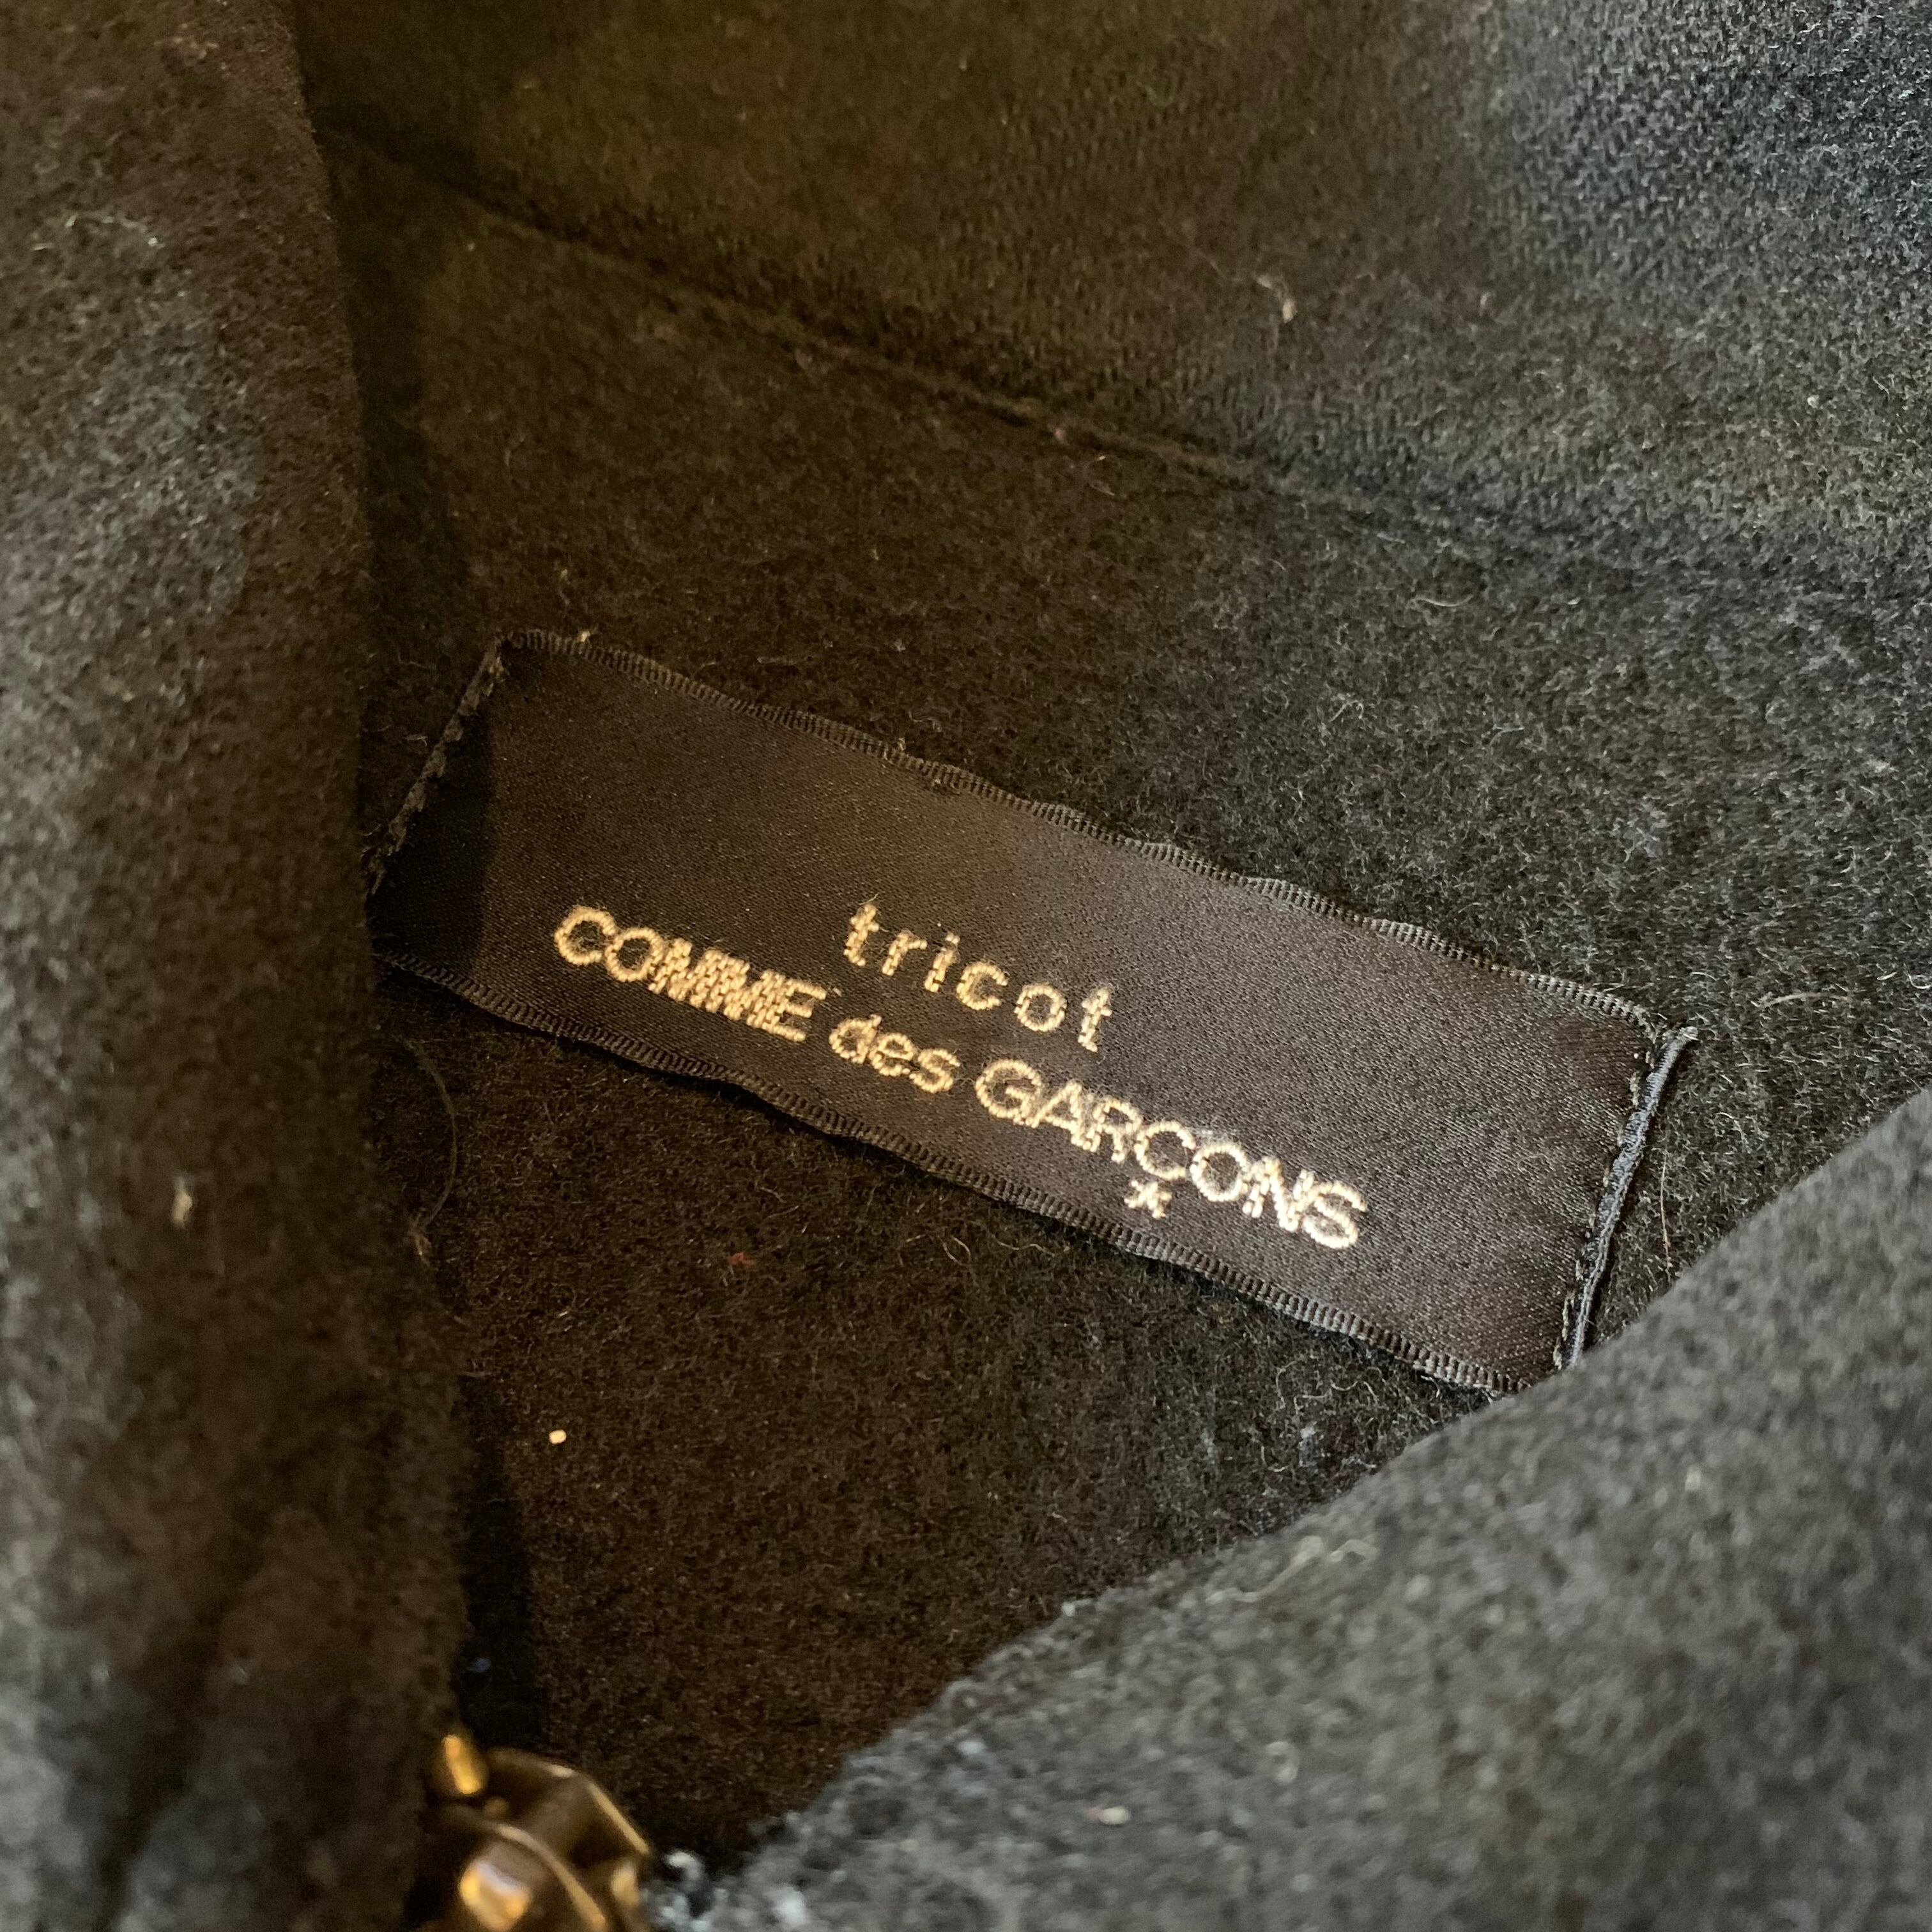 tricot
COMME des GARÇONS
*